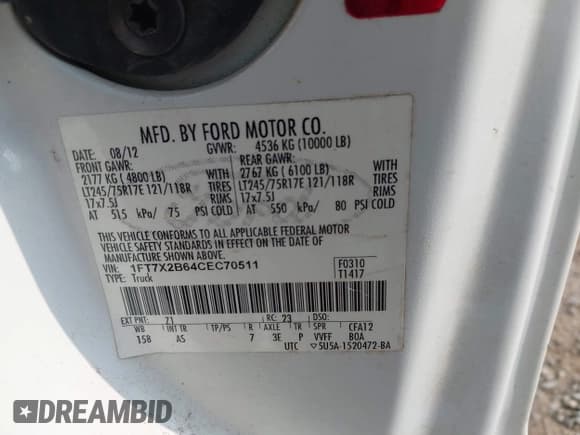 MFD. BY FORD MOTOR CO.
DATE: 08/12 GVWR: 4536 KG (10000 LB)
FRONT GAWR: REAR GAWR:
2177 KG (4800 LB) WITH 2767 KG (6100 LB) WITH
LT245/75R17E 121/118R TIRES LT245/75R17E 121/118R TIRES
17x7.5J RIMS 17x7.5J RIMS
AT 515 kPa/ 75 PSI COLD AT 550 kPa/ 80 PSI COLD
THIS VEHICLE CONFORMS TO ALL APPLICABLE FEDERAL MOTOR
VEHICLE SAFETY STANDARDS IN EFFECT ON THE DATE OF
MANUFACTURE SHOWN ABOVE.
VIN: 1FT7X2B64CEC70511 F0310
TYPE: Truck T1417
EXT PNT: 71 RC: 23 DSO:
WB INT TR TP/PS R AXLE TR SPR CFA12
158 AS 7 3E P VVFF BOA
UTC ▽5U5A-1520472-BA
DREAMBID